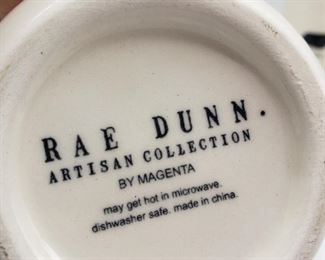 RAE DUNN.
ARTISAN COLLECTION
BY MAGENTA
may get hot in microwave.
dishwasher safe. made in china.